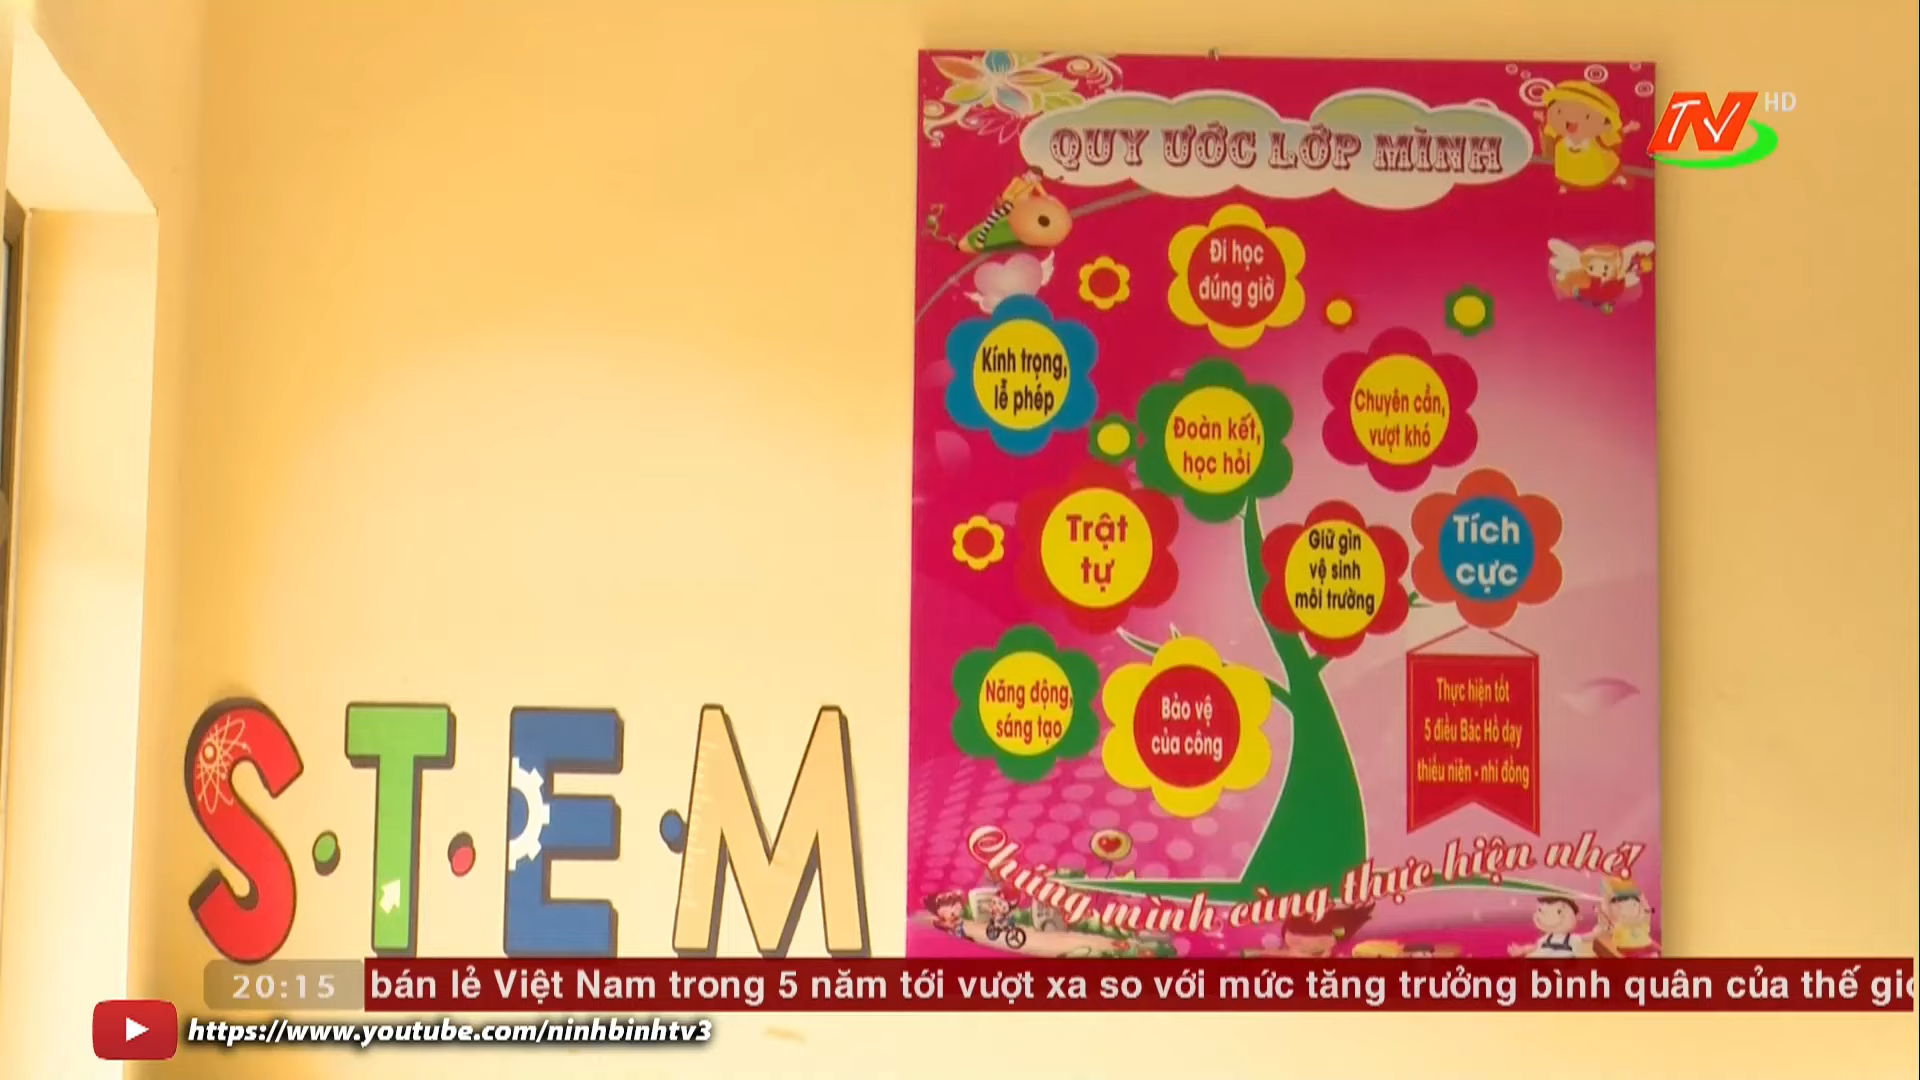 QUY ƯỚC LỚP MÌNH
TV HD
Đi học
đúng giờ
Kính trọng,
lễ phép
Đoàn kết,
học hỏi
Chuyên cần,
vượt khó
Trật
tự
Giữ gìn
vệ sinh
môi trường
Tích
cực
Năng động,
sáng tạo
Bảo vệ
của công
Thực hiện tốt
5 điều Bác Hồ dạy
thiếu niên - nhi đồng
Chúng mình cùng thực hiện nhé!
S.T.E.M
20:15 bán lẻ Việt Nam trong 5 năm tới vượt xa so với mức tăng trưởng bình quân của thế
https://www.youtube.com/ninhbinhtv3